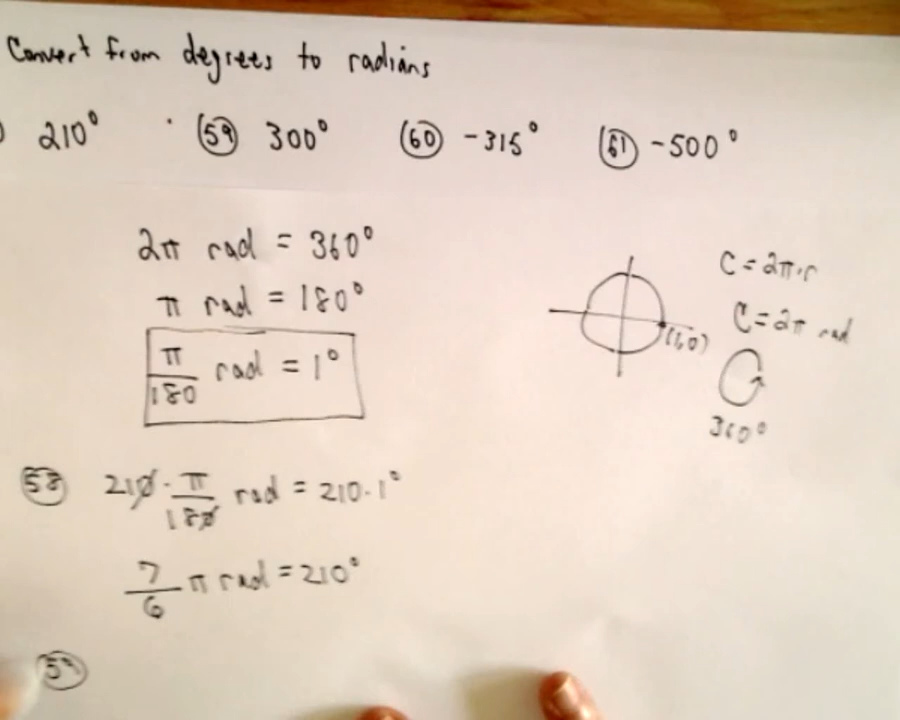 Convert from degrees to radians
210° (59) 300° (60) -315° (61) -500°
2π rad = 360°
π rad = 180°
π/180 rad = 1°
C = 2π·r
C = 2π rad
(1,0)
360°
(58) 210 · π/180 rad = 210·1°
7/6 π rad = 210°
(59)